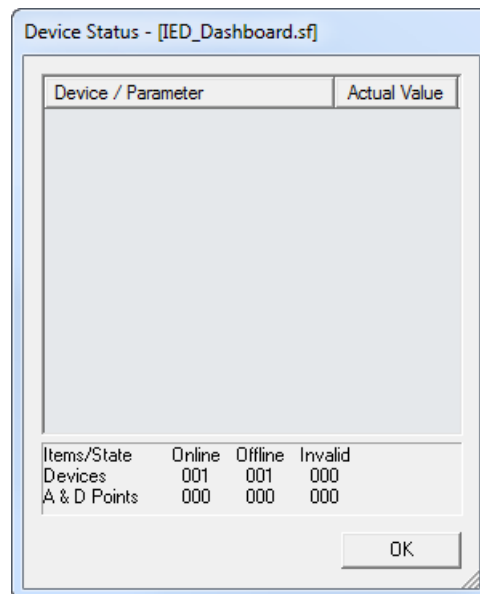 Device Status - [IED_Dashboard.sf]
Device / Parameter Actual Value
Items/State Online Offline Invalid
Devices 001 001 000
A & D Points 000 000 000
OK